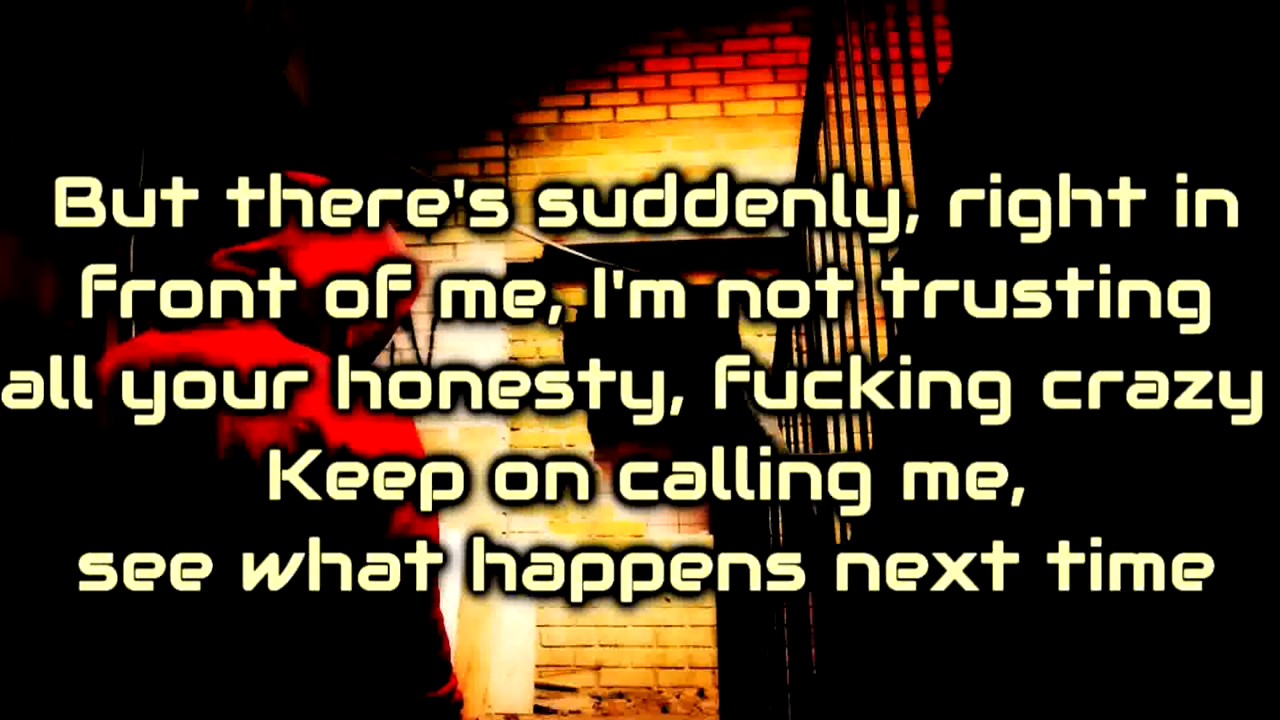 But there's suddenly, right in
front of me, I'm not trusting
all your honesty, fucking crazy
Keep on calling me,
see what happens next time